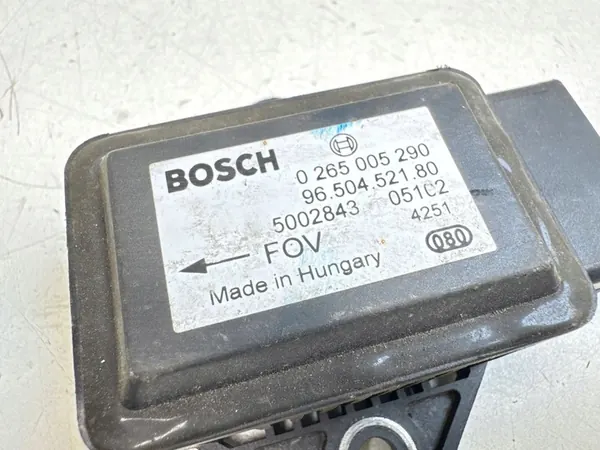 BOSCH 0 265 005 290
96.504.521.80
5002843 05102
4251
FOV
Made in Hungary 080